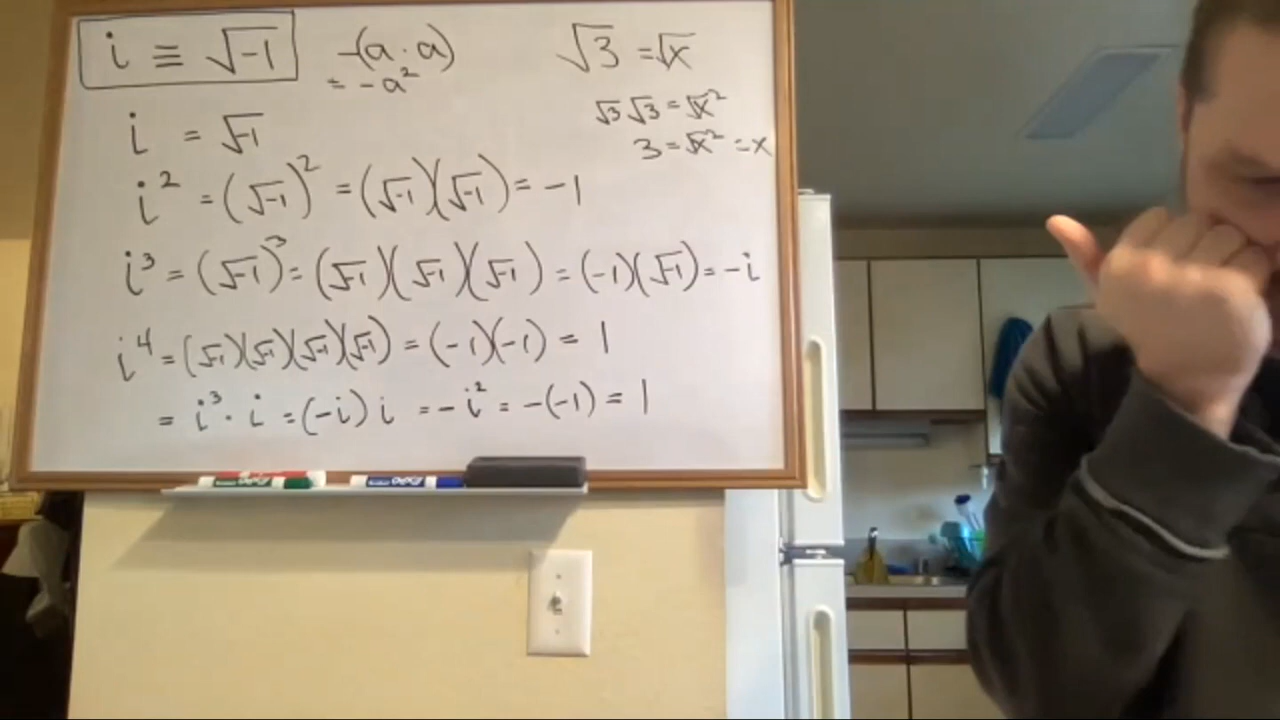 i ≡ √-1
-(a · a)
= -a²
√3 = √x
√3 √3 = √x²
3 = √x² = x
i = √-1
i² = (√-1)² = (√-1)(√-1) = -1
i³ = (√-1)³ = (√-1)(√-1)(√-1) = (-1)(√-1) = -i
i⁴ = (√-1)(√-1)(√-1)(√-1) = (-1)(-1) = 1
= i³ · i = (-i) i = -i² = -(-1) = 1